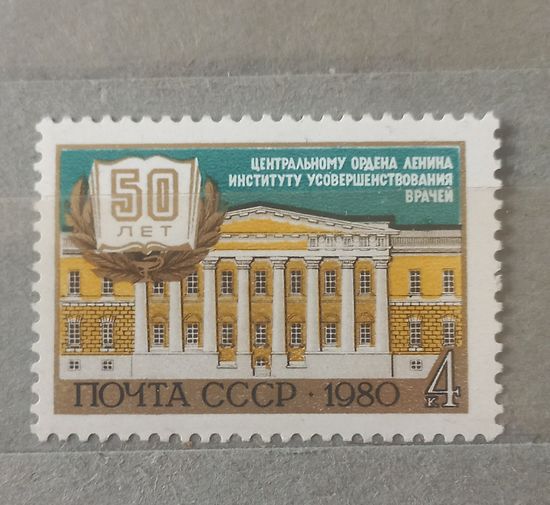 50
ЛЕТ
ЦЕНТРАЛЬНОМУ ОРДЕНА ЛЕНИНА
ИНСТИТУТУ УСОВЕРШЕНСТВОВАНИЯ
ВРАЧЕЙ
ПОЧТА СССР · 1980
4
К